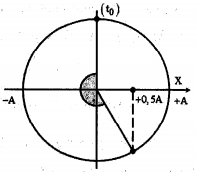 (t₀)
X
-A +0,5A +A